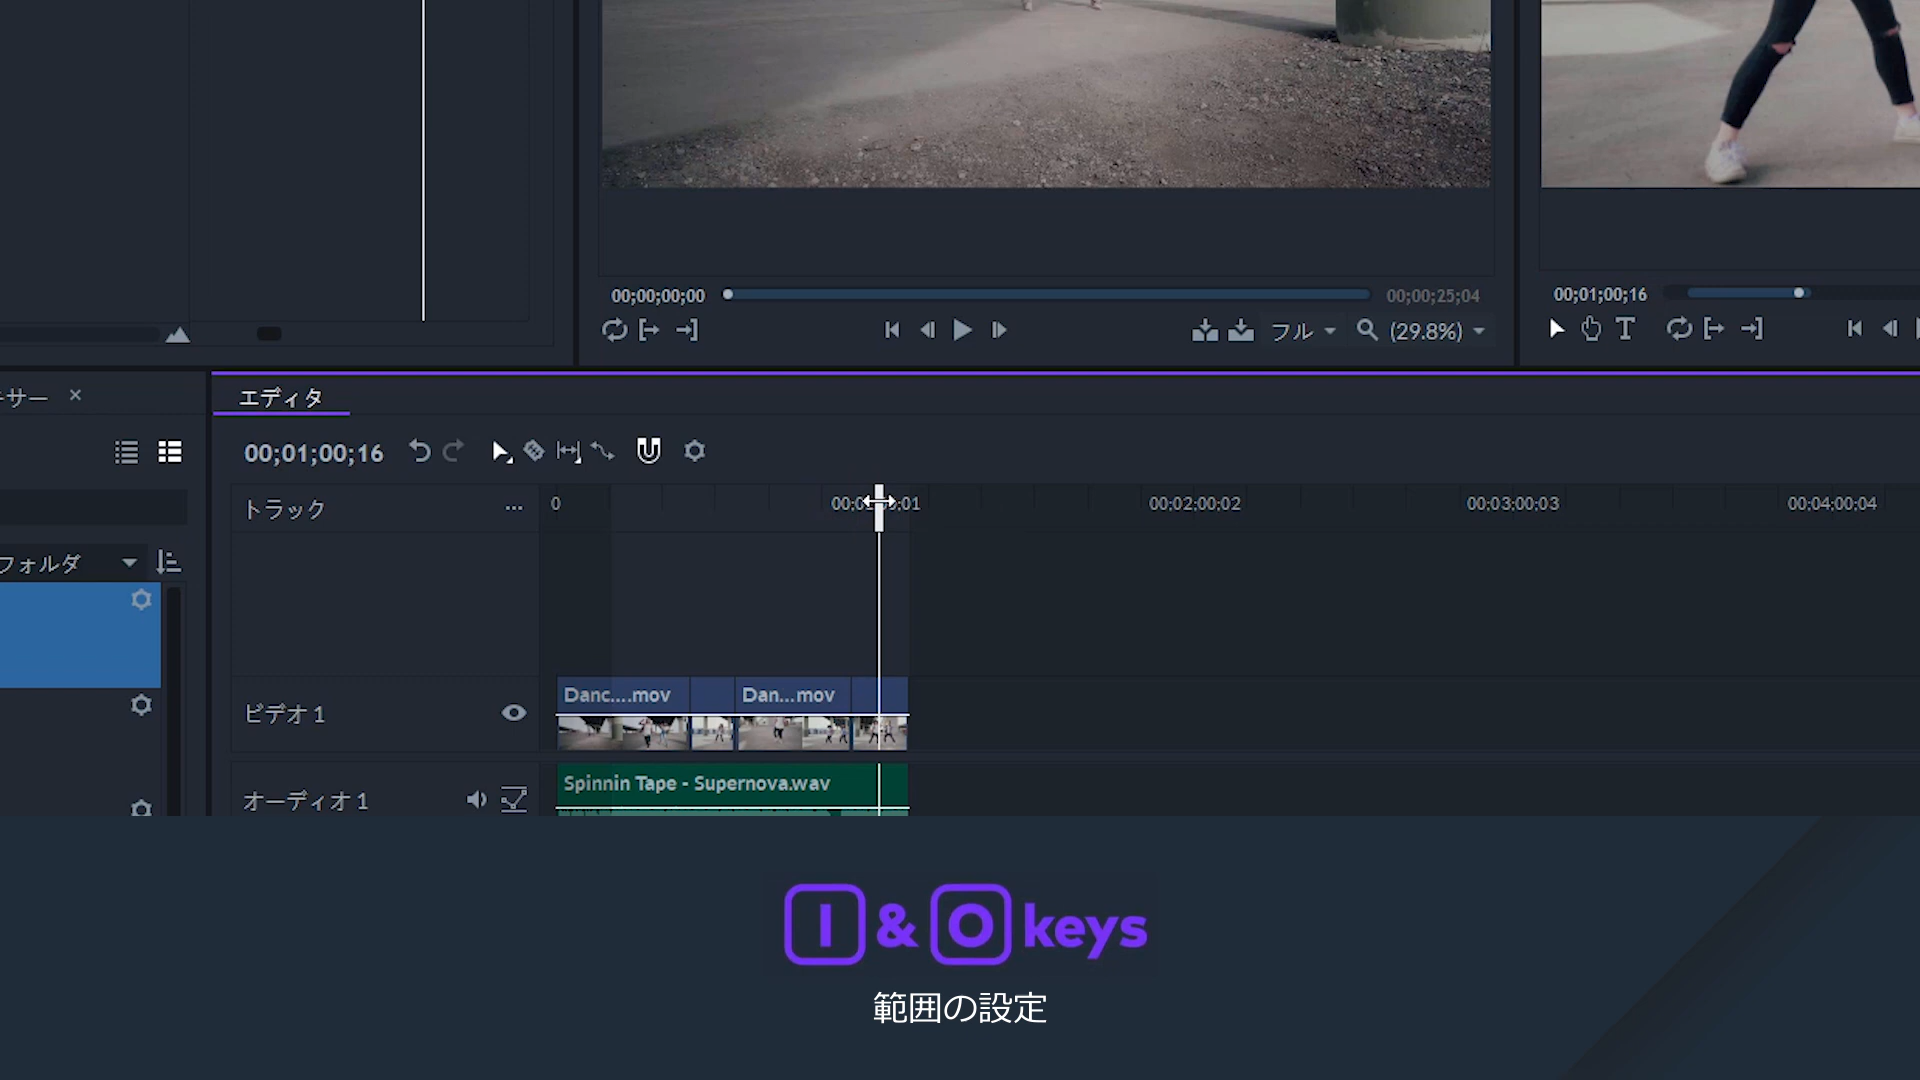 00;00;00;00
00;00;25;04
フル
(29.8%)
00;01;00;16
サー
エディタ
00;01;00;16
トラック
0
00;02;00;02
00;03;00;03
00;04;00;04
フォルダ
Danc....mov
Dan...mov
ビデオ 1
Spinnin Tape - Supernova.wav
オーディオ 1
I & O keys
範囲の設定